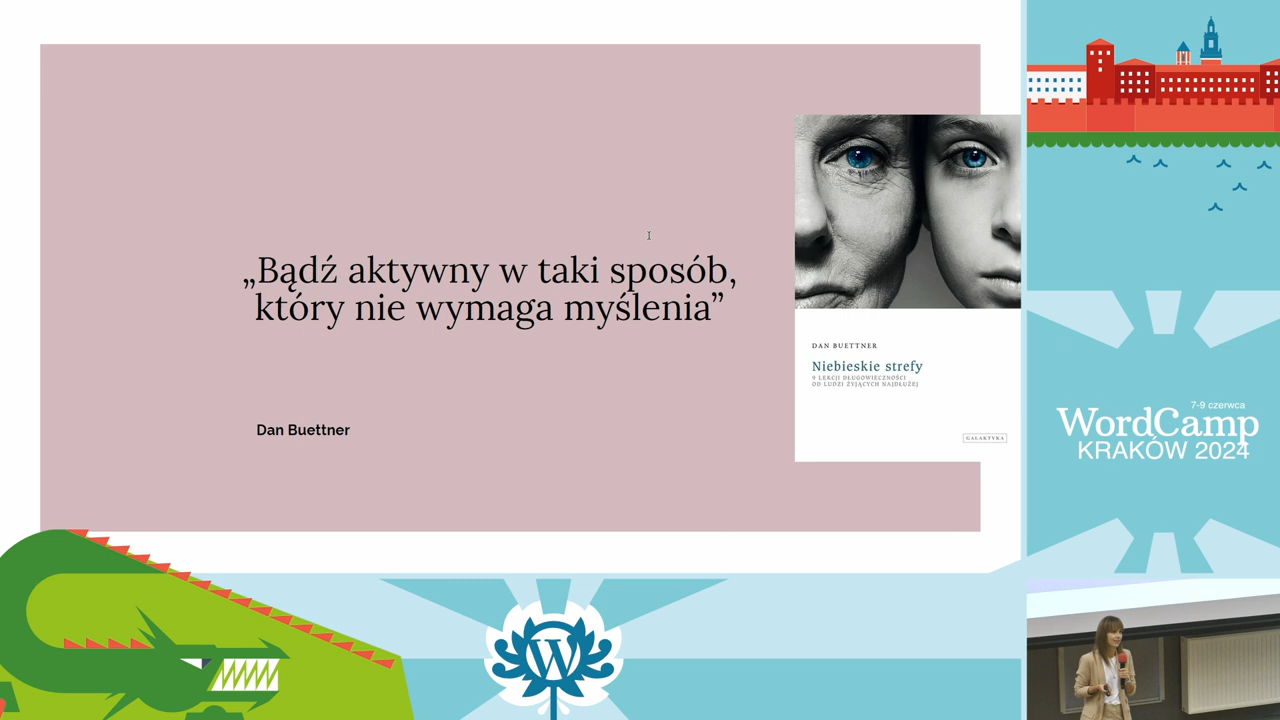 „Bądź aktywny w taki sposób,
który nie wymaga myślenia”
Dan Buettner
DAN BUETTNER
Niebieskie strefy
9 LEKCJI DŁUGOWIECZNOŚCI
OD LUDZI ŻYJĄCYCH NAJDŁUŻEJ
GALAKTYKA
7-9 czerwca
WordCamp
KRAKÓW 2024
W